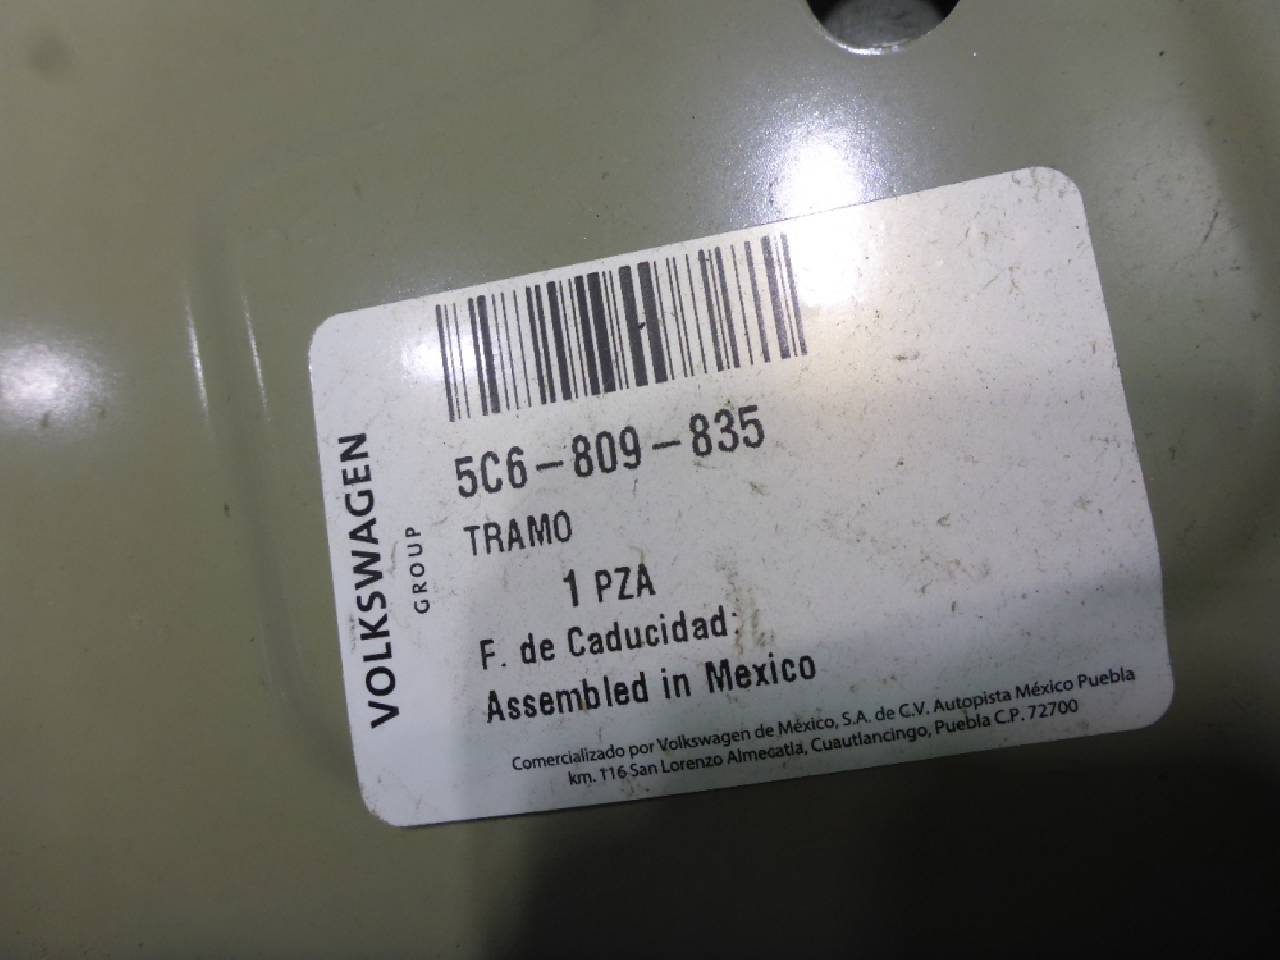 VOLKSWAGEN
GROUP
5C6-809-835
TRAMO
1 PZA
F. de Caducidad:
Assembled in Mexico
Comercializado por Volkswagen de México, S.A. de C.V. Autopista México Puebla
km. 116 San Lorenzo Almecatla, Cuautlancingo, Puebla C.P. 72700